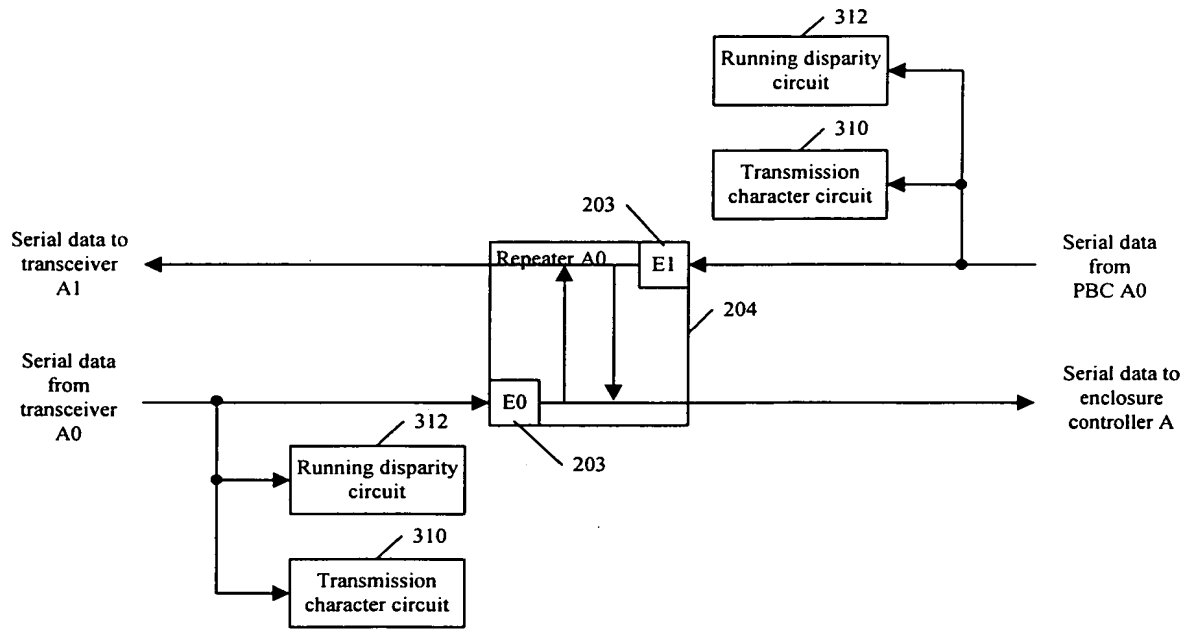 312
Running disparity
circuit
310
Transmission
character circuit
203
Serial data to
transceiver
A1
Repeater A0
E1
Serial data
from
PBC A0
204
Serial data
from
transceiver
A0
E0
Serial data to
enclosure
controller A
312
Running disparity
circuit
203
310
Transmission
character circuit